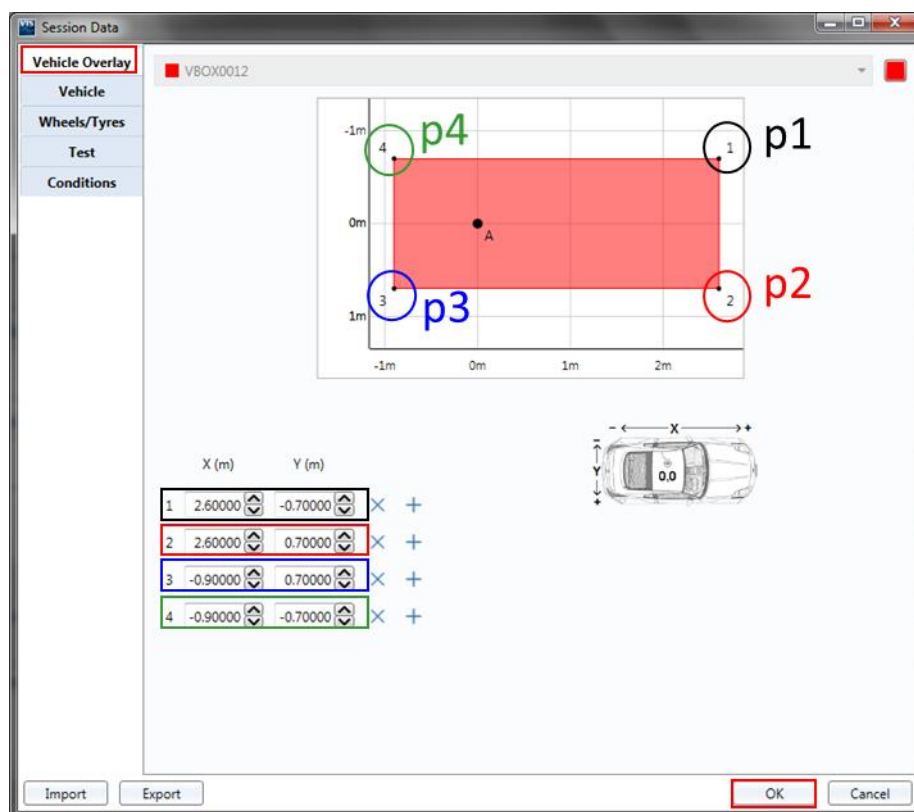 VTS Session Data
Vehicle Overlay
Vehicle
Wheels/Tyres
Test
Conditions
VBOX0012
-1m
0m
1m
4
p4
1
p1
A
3
p3
2
p2
-1m 0m 1m 2m
- X +
- Y +
0,0
X (m) Y (m)
1 2.60000 -0.70000 × +
2 2.60000 0.70000 × +
3 -0.90000 0.70000 × +
4 -0.90000 -0.70000 × +
Import Export OK Cancel